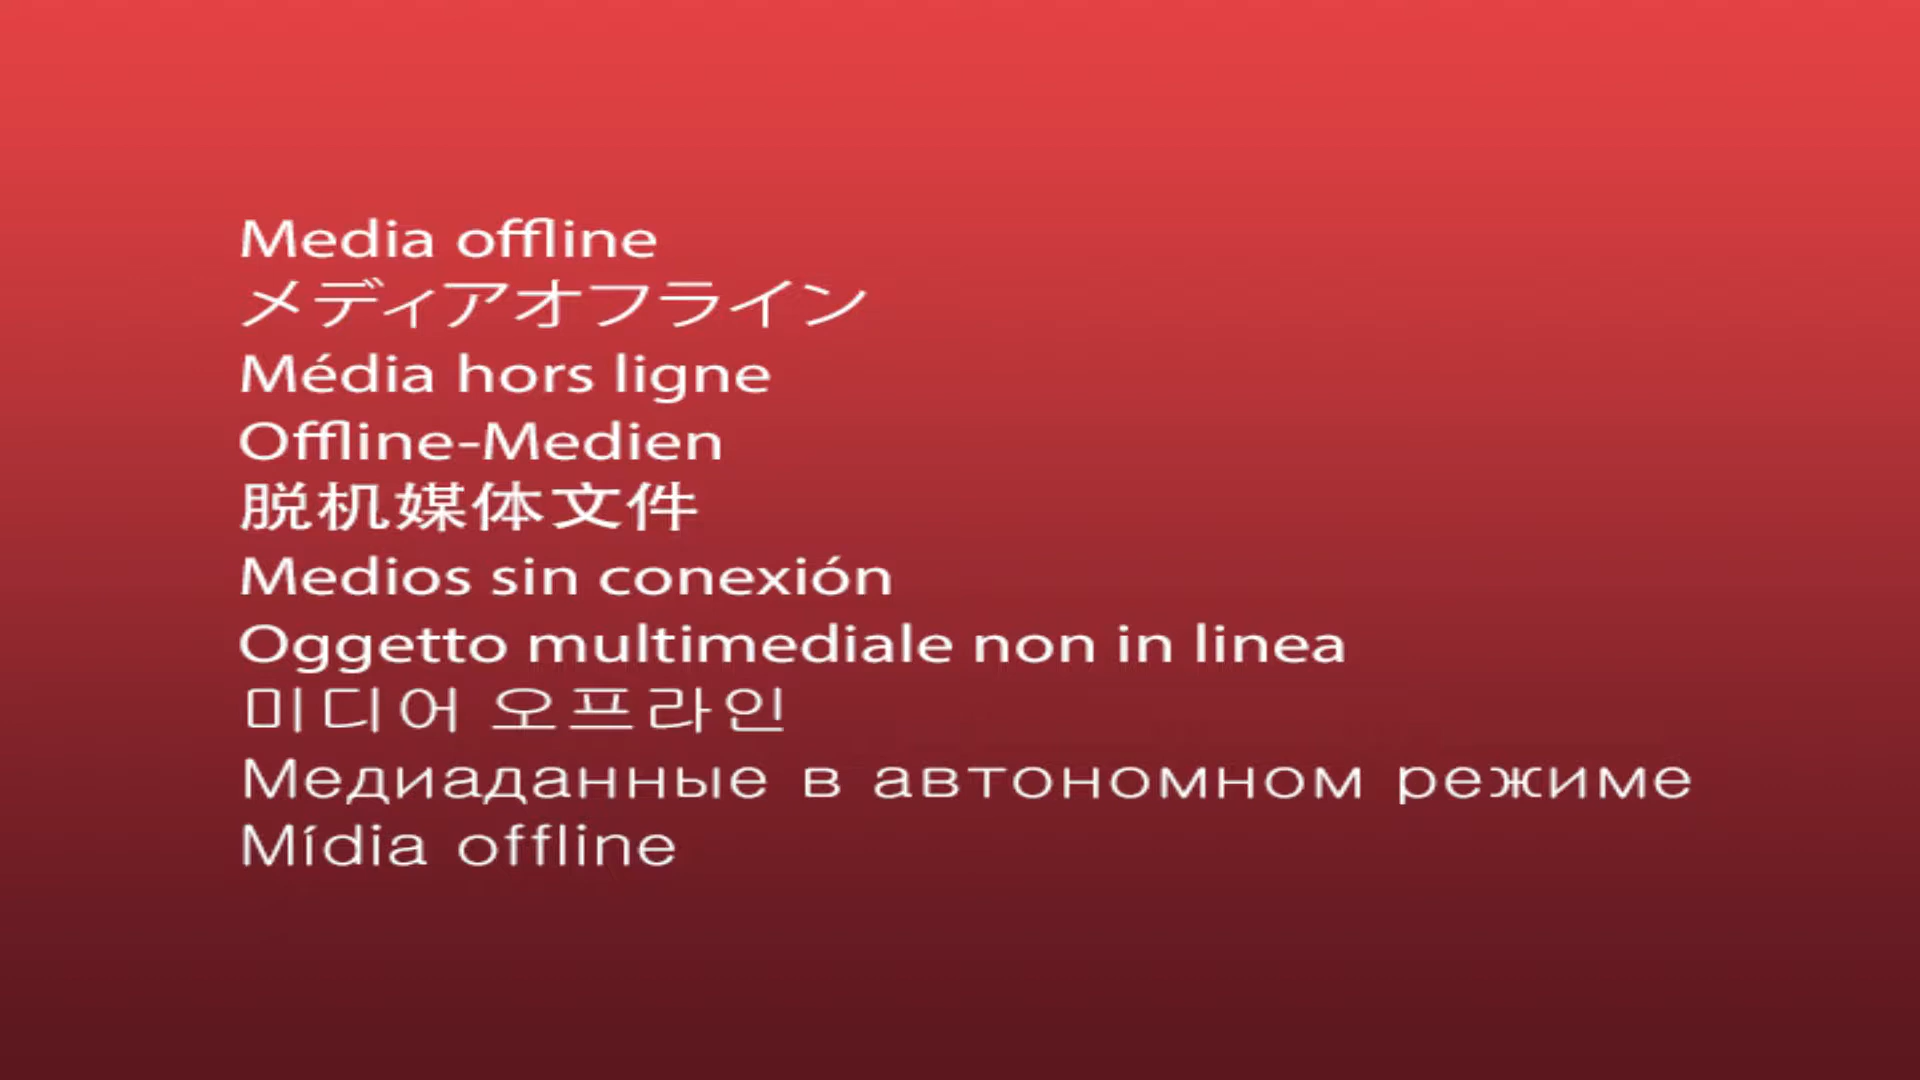 Media offline
メディアオフライン
Média hors ligne
Offline-Medien
脱机媒体文件
Medios sin conexión
Oggetto multimediale non in linea
미디어 오프라인
Медиаданные в автономном режиме
Mídia offline